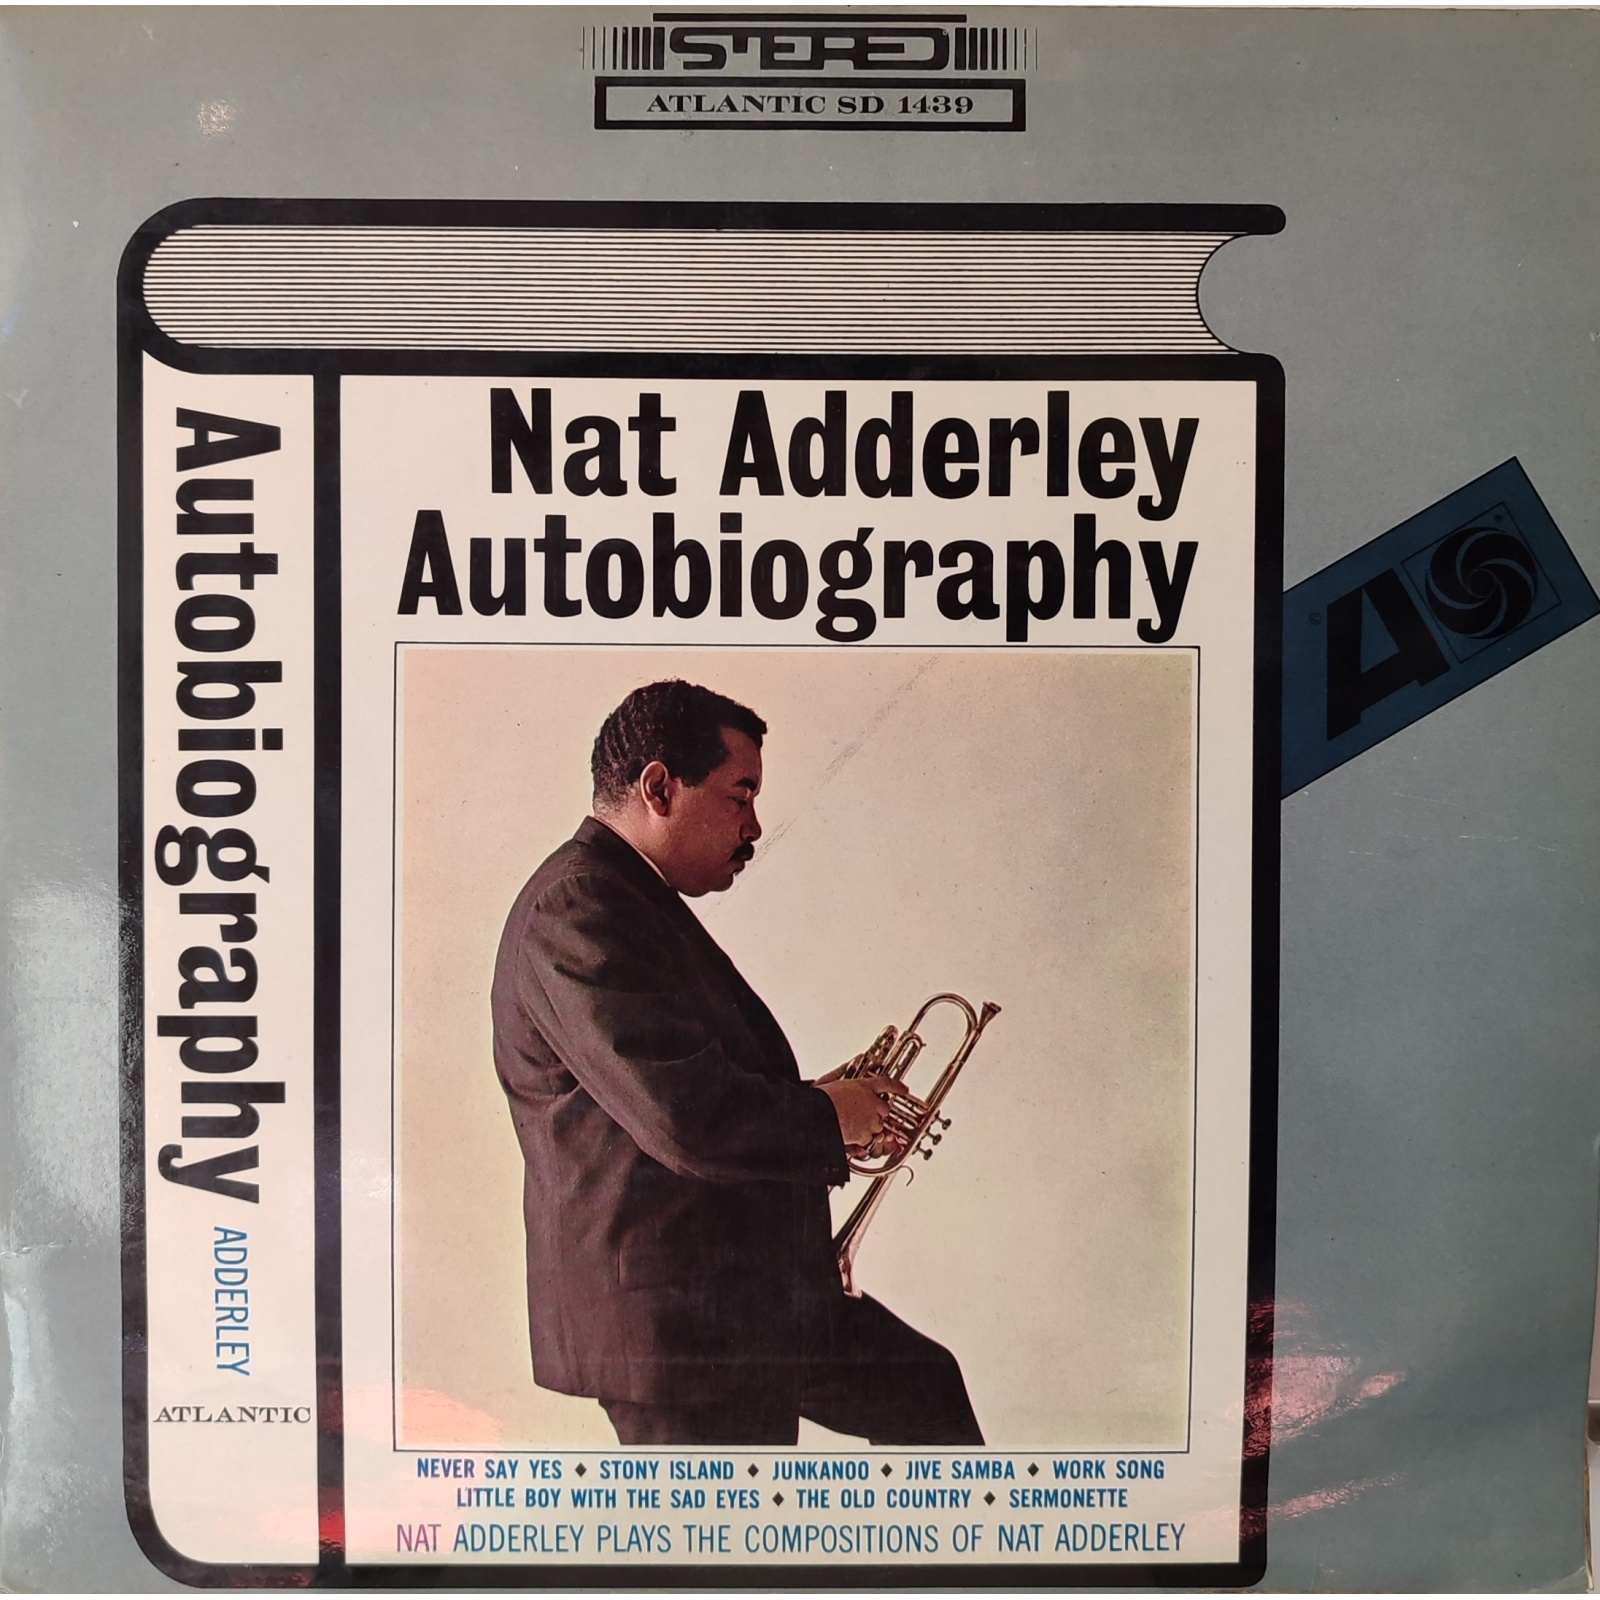 STEREO
ATLANTIC SD 1439
Nat Adderley
Autobiography
Autobiography ADDERLEY
ATLANTIC
A
NEVER SAY YES ◆ STONY ISLAND ◆ JUNKANOO ◆ JIVE SAMBA ◆ WORK SONG
LITTLE BOY WITH THE SAD EYES ◆ THE OLD COUNTRY ◆ SERMONETTE
NAT ADDERLEY PLAYS THE COMPOSITIONS OF NAT ADDERLEY